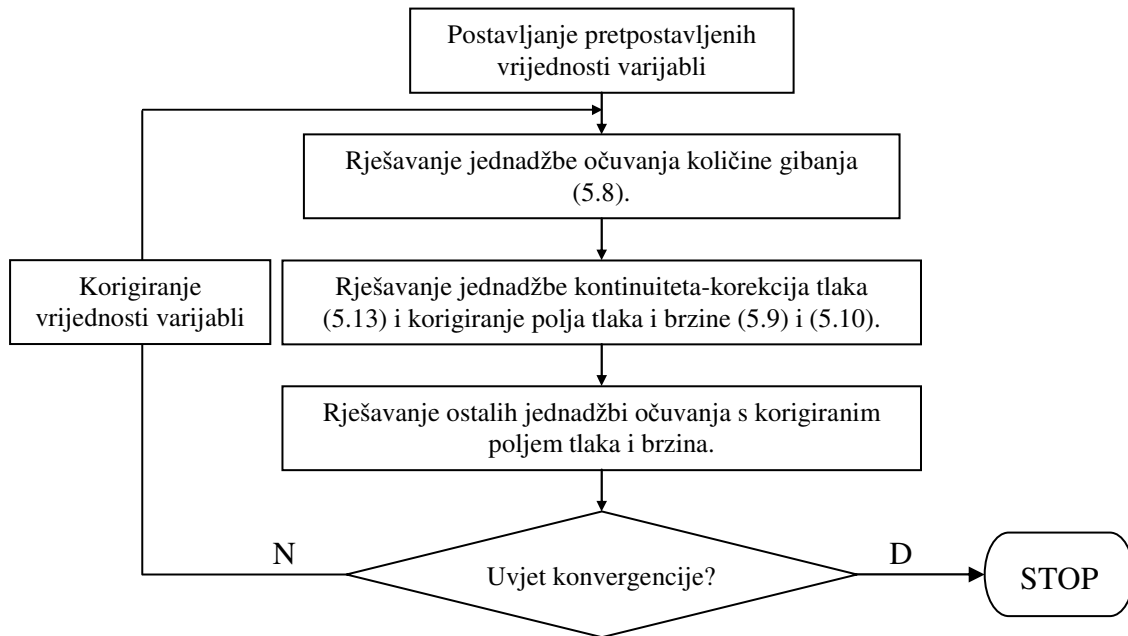 Postavljanje pretpostavljenih
vrijednosti varijabli
Rješavanje jednadžbe očuvanja količine gibanja
(5.8).
Korigiranje
vrijednosti varijabli
Rješavanje jednadžbe kontinuiteta-korekcija tlaka
(5.13) i korigiranje polja tlaka i brzine (5.9) i (5.10).
Rješavanje ostalih jednadžbi očuvanja s korigiranim
poljem tlaka i brzina.
N
Uvjet konvergencije?
D
STOP